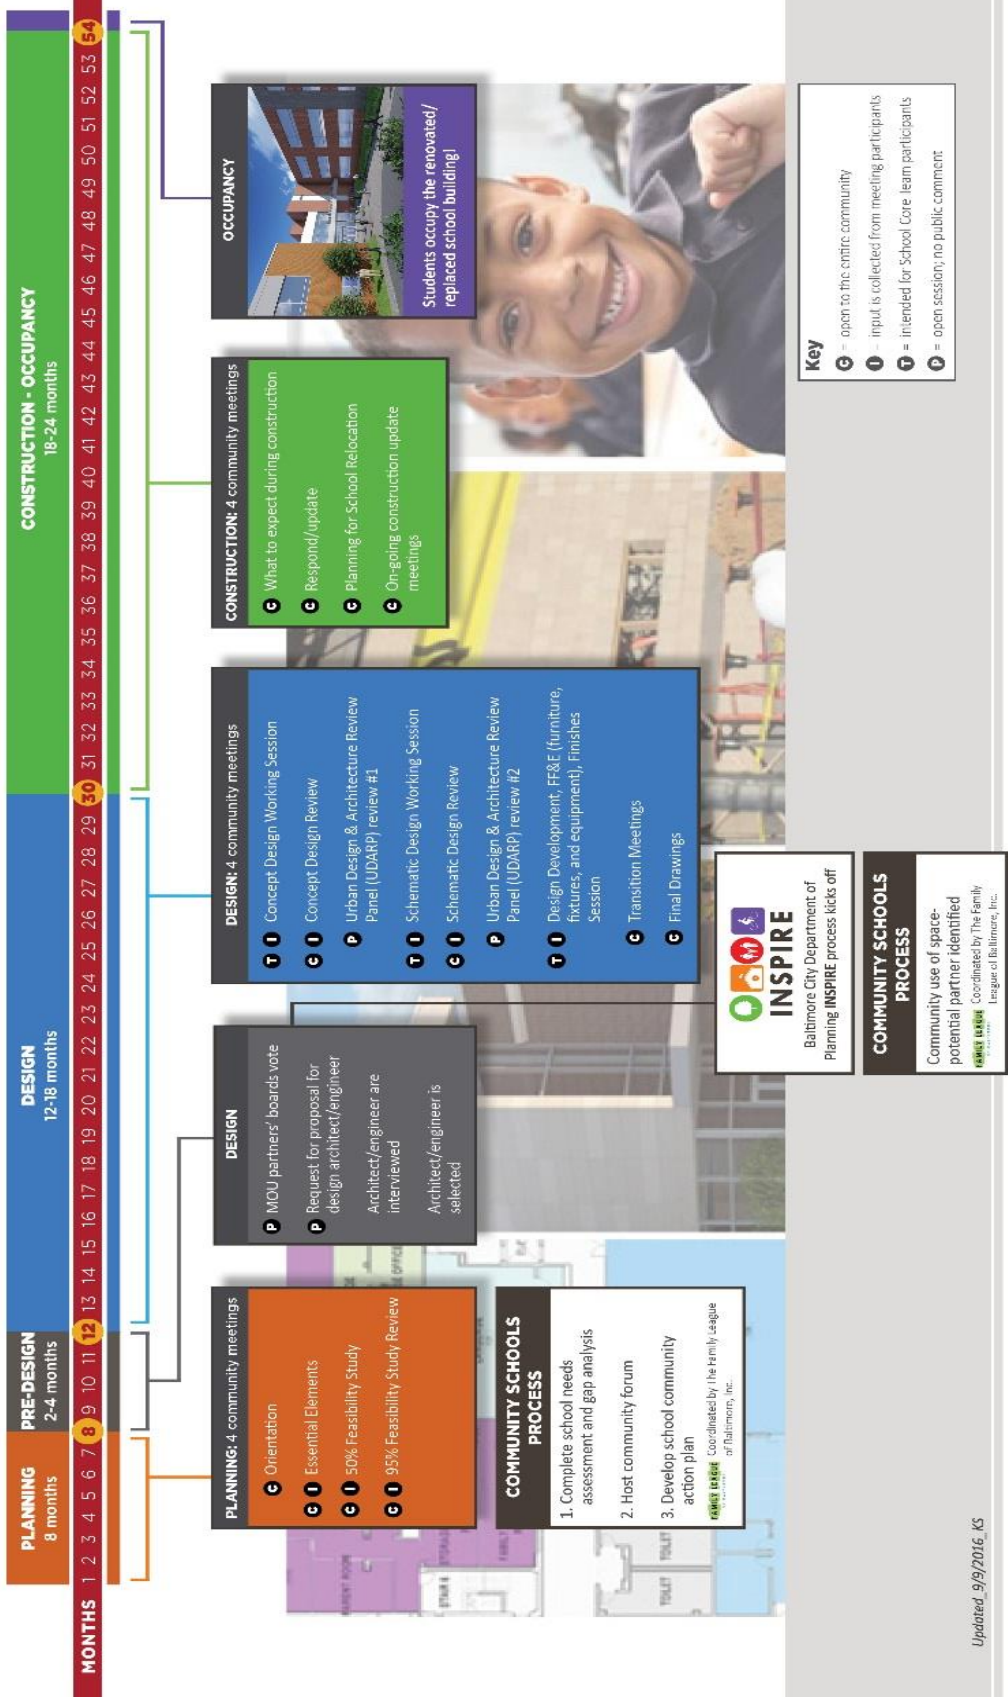 PLANNING
8 months
PRE-DESIGN
2-4 months
DESIGN
12-18 months
CONSTRUCTION - OCCUPANCY
18-24 months
MONTHS 1 2 3 4 5 6 7 8 9 10 11 12 13 14 15 16 17 18 19 20 21 22 23 24 25 26 27 28 29 30 31 32 33 34 35 36 37 38 39 40 41 42 43 44 45 46 47 48 49 50 51 52 53 54
PLANNING: 4 community meetings
C Orientation
C I Essential Elements
C I 50% Feasibility Study
C I 95% Feasibility Study Review
COMMUNITY SCHOOLS
PROCESS
1. Complete school needs
assessment and gap analysis
2. Host community forum
3. Develop school community
action plan
FAMILY LEAGUE Coordinated by The Family League
of Baltimore, Inc.
DESIGN
P MOU partners' boards vote
P Request for proposal for
design architect/engineer
Architect/engineer are
interviewed
Architect/engineer is
selected
DESIGN: 4 community meetings
T I Concept Design Working Session
C I Concept Design Review
P Urban Design & Architecture Review
Panel (UDARP) review #1
T I Schematic Design Working Session
C I Schematic Design Review
P Urban Design & Architecture Review
Panel (UDARP) review #2
T I Design Development, FF&E (furniture,
fixtures, and equipment), Finishes
Session
C Transition Meetings
C Final Drawings
INSPIRE
Baltimore City Department of
Planning INSPIRE process kicks off
COMMUNITY SCHOOLS
PROCESS
Community use of space-
potential partner identified
FAMILY LEAGUE Coordinated by The Family
League of Baltimore, Inc.
CONSTRUCTION: 4 community meetings
C What to expect during construction
C Respond/update
C Planning for School Relocation
C On-going construction update
meetings
OCCUPANCY
Students occupy the renovated/
replaced school building!
Key
C = open to the entire community
I = input is collected from meeting participants
T = intended for School Core Team participants
P = open session; no public comment
PARENT ROOM
STAIR 6
STORAGE
FAMILY
TOILET
TOILET
OFFICE
Updated_9/9/2016_KS